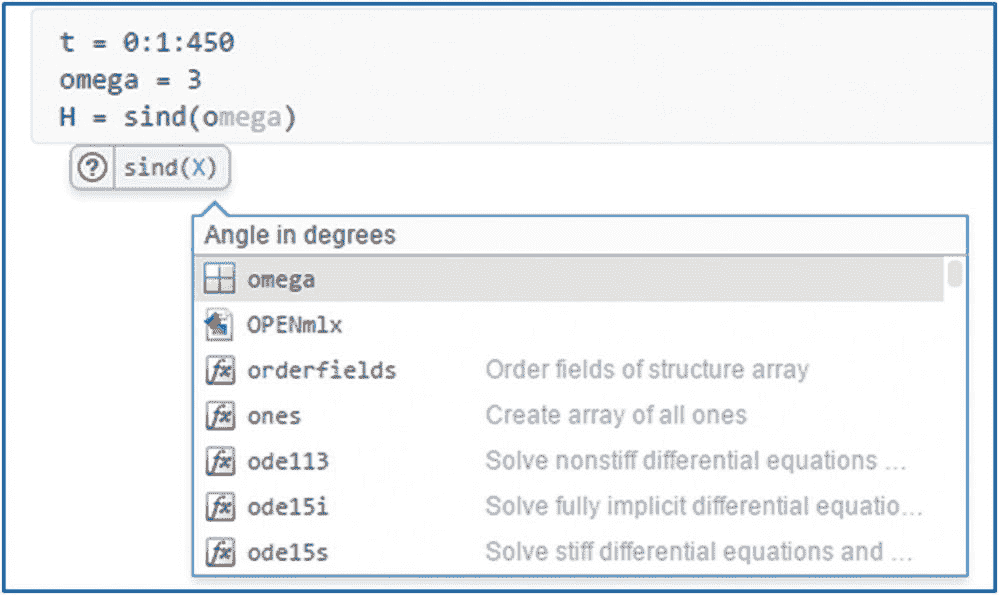 t = 0:1:450
omega = 3
H = sind(omega)
? sind(X)
Angle in degrees
omega
OPENmlx
orderfields Order fields of structure array
ones Create array of all ones
ode113 Solve nonstiff differential equations ...
ode15i Solve fully implicit differential equatio...
ode15s Solve stiff differential equations and ...